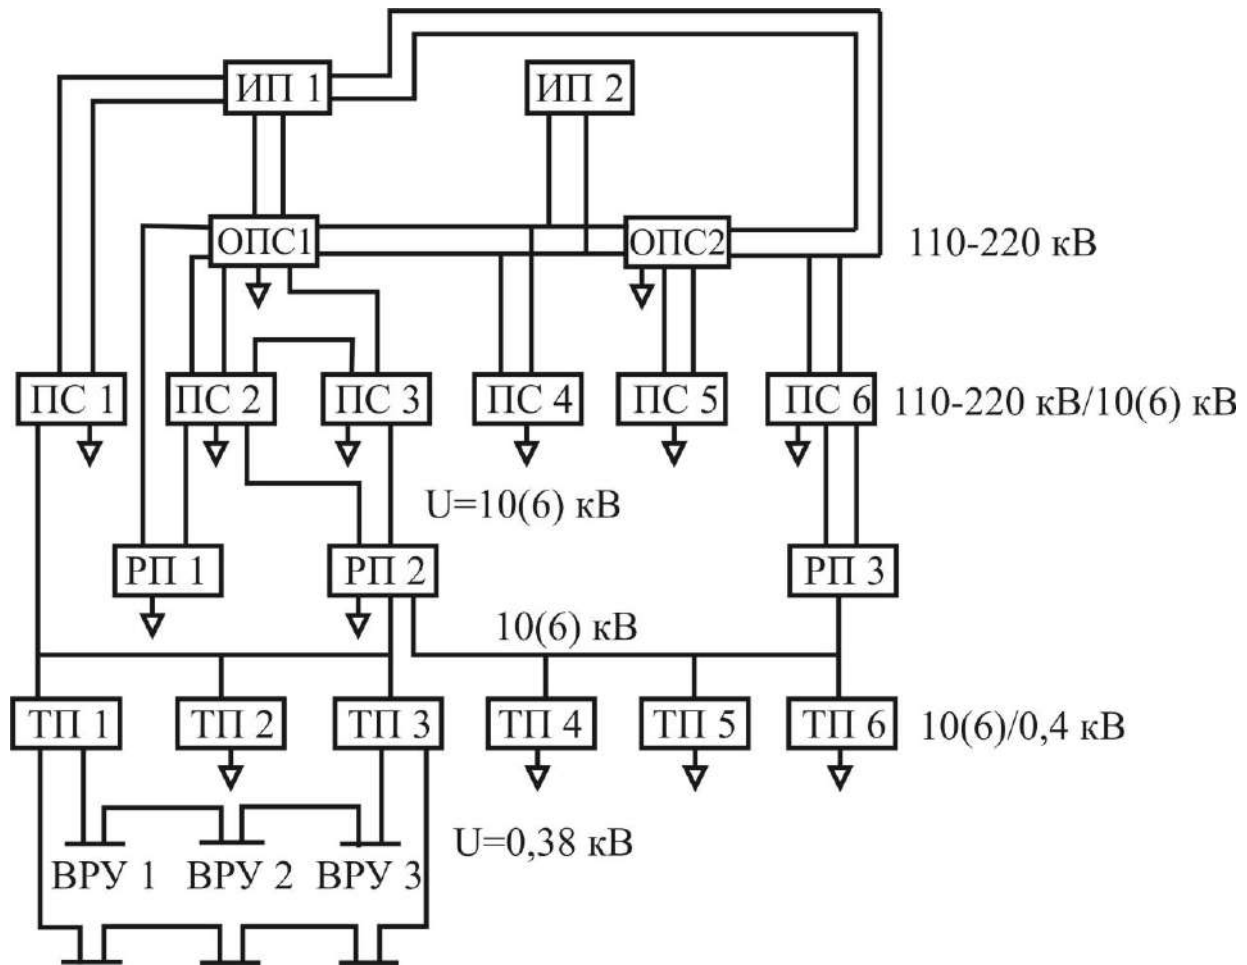 ИП 1
ИП 2
ОПС1
ОПС2
110-220 кВ
ПС 1
ПС 2
ПС 3
ПС 4
ПС 5
ПС 6
110-220 кВ/10(6) кВ
U=10(6) кВ
РП 1
РП 2
РП 3
10(6) кВ
ТП 1
ТП 2
ТП 3
ТП 4
ТП 5
ТП 6
10(6)/0,4 кВ
U=0,38 кВ
ВРУ 1
ВРУ 2
ВРУ 3